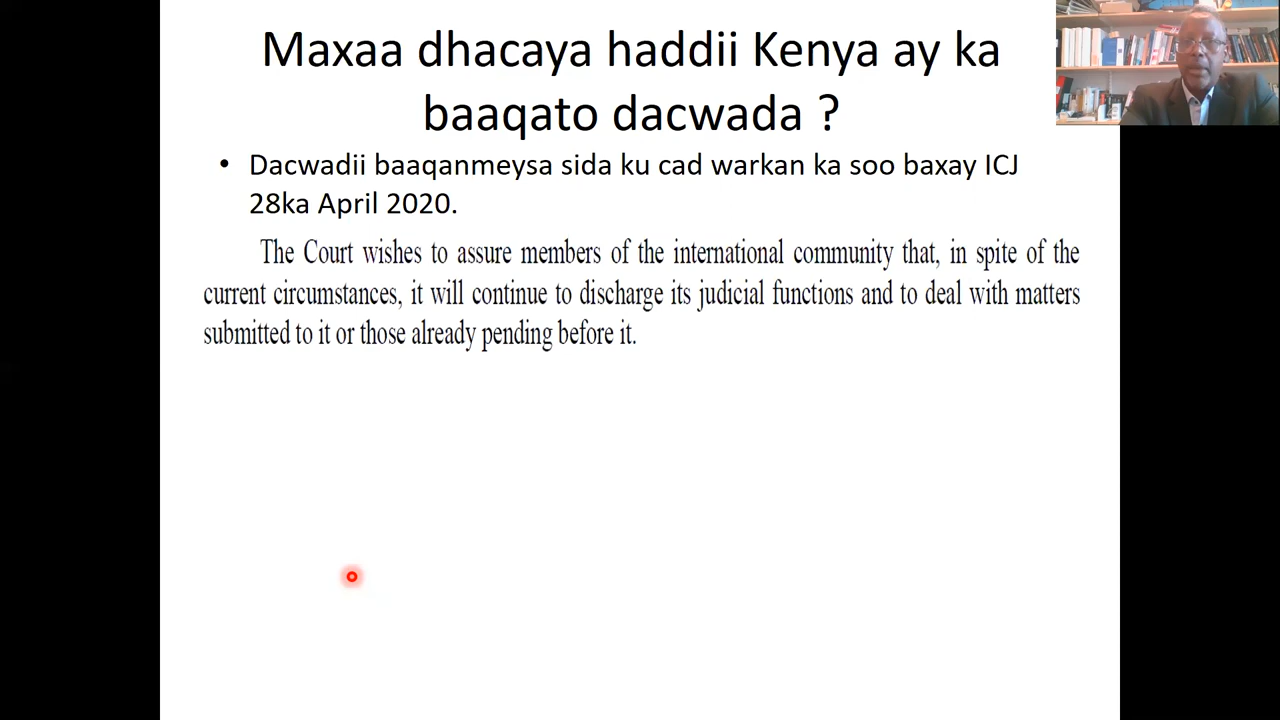 Maxaa dhacaya haddii Kenya ay ka
baaqato dacwada ?
• Dacwadii baaqanmeysa sida ku cad warkan ka soo baxay ICJ
28ka April 2020.
The Court wishes to assure members of the international community that, in spite of the
current circumstances, it will continue to discharge its judicial functions and to deal with matters
submitted to it or those already pending before it.